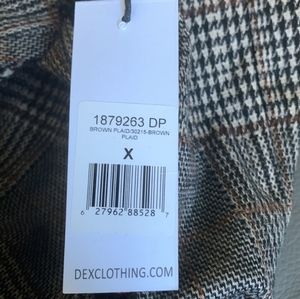 1879263 DP
BROWN PLAID/30215-BROWN
PLAID
X
6 27962 88528 7
DEXCLOTHING.COM